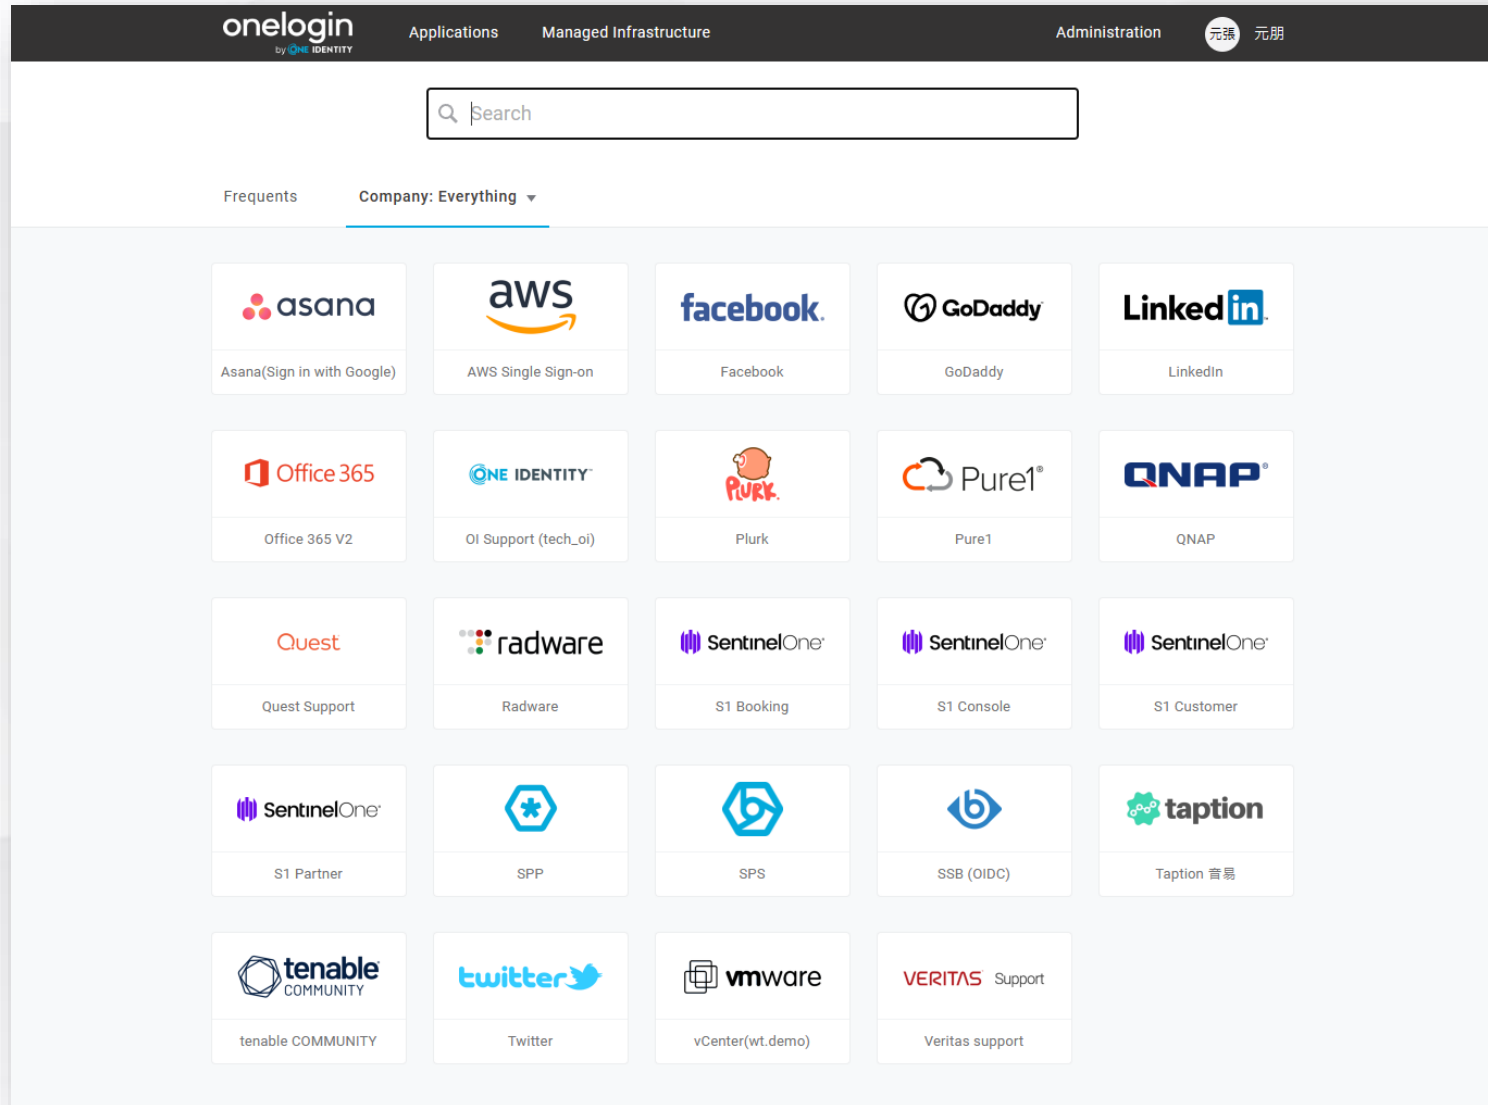 onelogin
by ONE IDENTITY
Applications
Managed Infrastructure
Administration
元張
元朋
Search
Frequents
Company: Everything
asana
aws
facebook.
GoDaddy
Linked in
Asana(Sign in with Google)
AWS Single Sign-on
Facebook
GoDaddy
LinkedIn
Office 365
ONE IDENTITY
PLURK.
Pure1®
QNAP®
Office 365 V2
OI Support (tech_oi)
Plurk
Pure1
QNAP
Quest
radware
SentinelOne
SentinelOne
SentinelOne
Quest Support
Radware
S1 Booking
S1 Console
S1 Customer
SentinelOne
taption
S1 Partner
SPP
SPS
SSB (OIDC)
Taption 音易
tenable
COMMUNITY
twitter
vmware
VERITAS Support
tenable COMMUNITY
Twitter
vCenter(wt.demo)
Veritas support